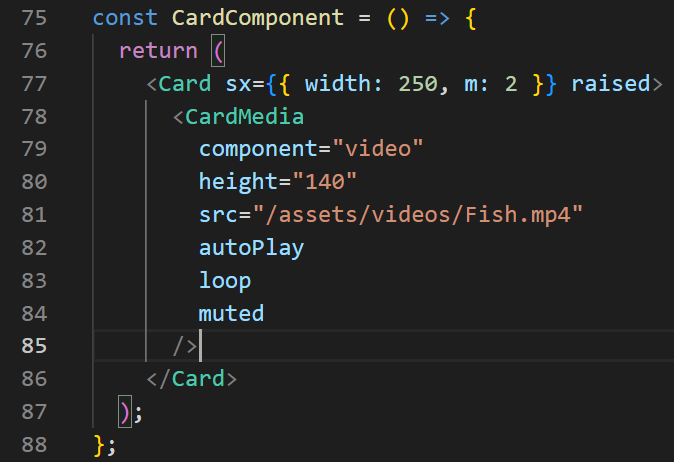 75 const CardComponent = () => {
76 return (
77 <Card sx={{ width: 250, m: 2 }} raised>
78 <CardMedia
79 component="video"
80 height="140"
81 src="/assets/videos/Fish.mp4"
82 autoPlay
83 loop
84 muted
85 />
86 </Card>
87 );
88 };